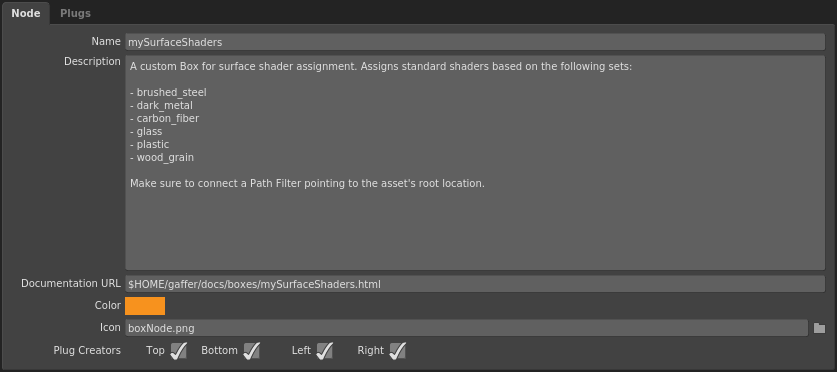 Node Plugs
Name mySurfaceShaders
Description A custom Box for surface shader assignment. Assigns standard shaders based on the following sets:
- brushed_steel
- dark_metal
- carbon_fiber
- glass
- plastic
- wood_grain
Make sure to connect a Path Filter pointing to the asset's root location.
Documentation URL $HOME/gaffer/docs/boxes/mySurfaceShaders.html
Color
Icon boxNode.png
Plug Creators Top Bottom Left Right